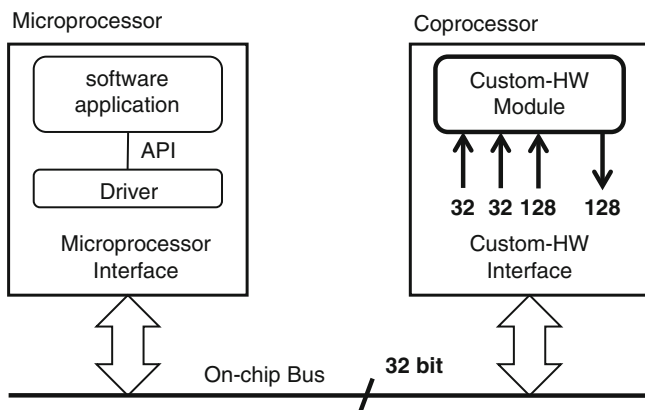 Microprocessor
software
application
API
Driver
Microprocessor
Interface
Coprocessor
Custom-HW
Module
32 32 128 128
Custom-HW
Interface
On-chip Bus
32 bit